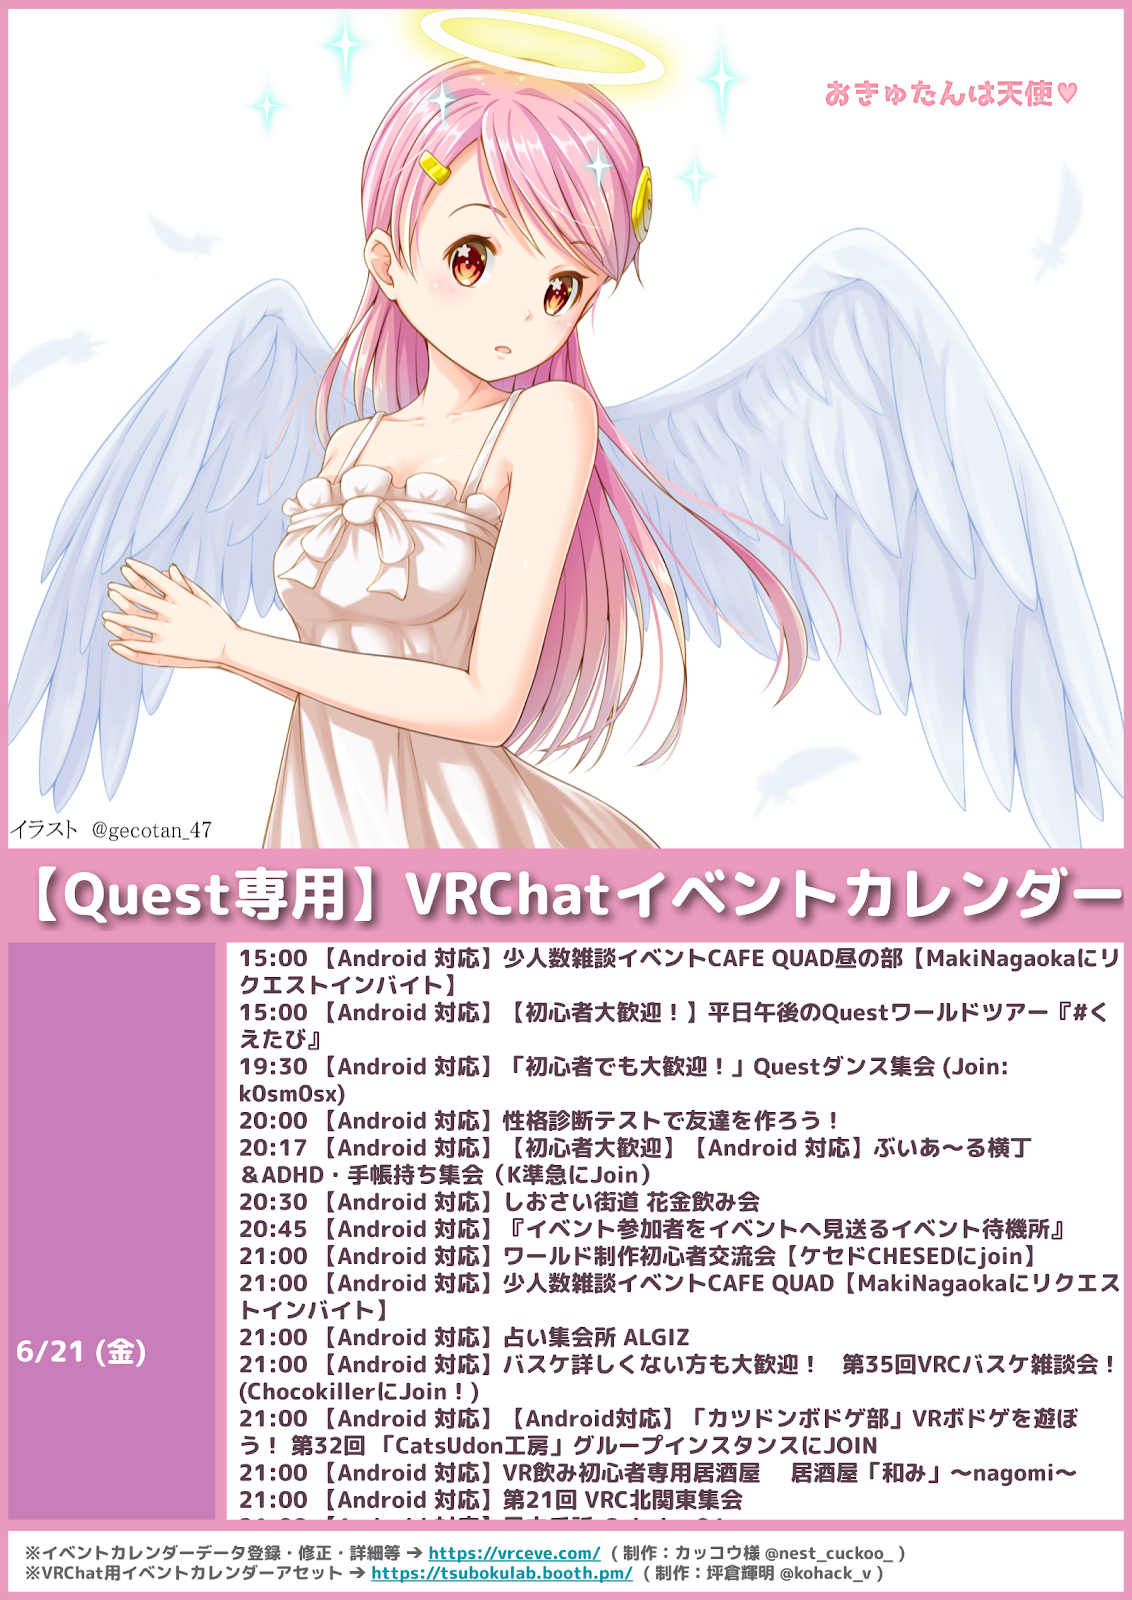 おきゅたんは天使♥
イラスト @gecotan_47
【Quest専用】VRChatイベントカレンダー
6/21 (金)
15:00 【Android 対応】少人数雑談イベントCAFE QUAD昼の部【MakiNagaokaにリ
クエストインバイト】
15:00 【Android 対応】【初心者大歓迎！】平日午後のQuestワールドツアー『#く
えたび』
19:30 【Android 対応】「初心者でも大歓迎！」Questダンス集会 (Join:
k0sm0sx)
20:00 【Android 対応】性格診断テストで友達を作ろう！
20:17 【Android 対応】【初心者大歓迎】【Android 対応】ぶいあ〜る横丁
＆ADHD・手帳持ち集会（K準急にJoin）
20:30 【Android 対応】しおさい街道 花金飲み会
20:45 【Android 対応】『イベント参加者をイベントへ見送るイベント待機所』
21:00 【Android 対応】ワールド制作初心者交流会【ケセドCHESEDにjoin】
21:00 【Android 対応】少人数雑談イベントCAFE QUAD【MakiNagaokaにリクエス
トインバイト】
21:00 【Android 対応】占い集会所 ALGIZ
21:00 【Android 対応】バスケ詳しくない方も大歓迎！　第35回VRCバスケ雑談会！
(ChocokillerにJoin！)
21:00 【Android 対応】【Android対応】「カツドンボドゲ部」VRボドゲを遊ぼ
う！ 第32回 「CatsUdon工房」グループインスタンスにJOIN
21:00 【Android 対応】VR飲み初心者専用居酒屋　 居酒屋「和み」〜nagomi〜
21:00 【Android 対応】第21回 VRC北関東集会
※イベントカレンダーデータ登録・修正・詳細等 → https://vrceve.com/ ( 制作：カッコウ様 @nest_cuckoo_ )
※VRChat用イベントカレンダーアセット → https://tsubokulab.booth.pm/ ( 制作：坪倉輝明 @kohack_v )